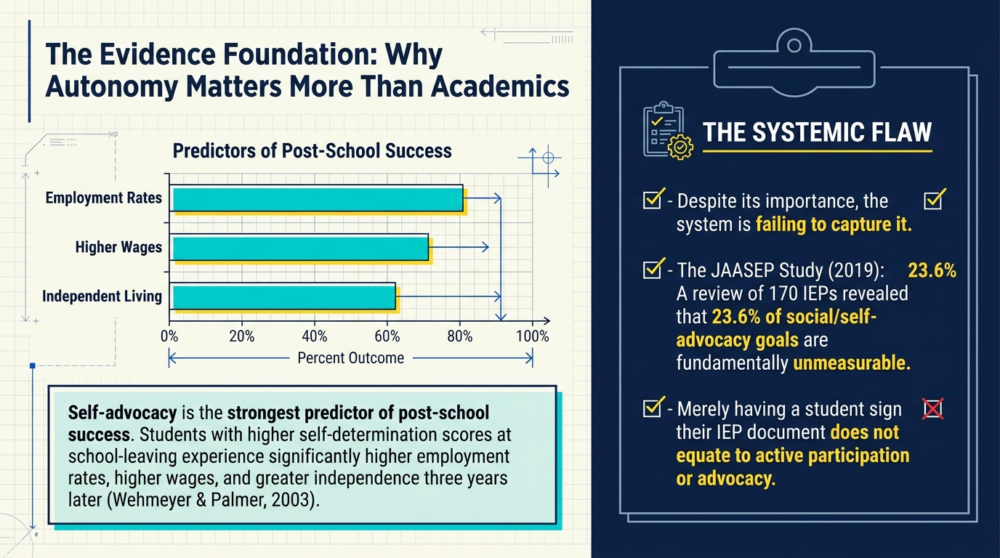 The Evidence Foundation: Why
Autonomy Matters More Than Academics
Predictors of Post-School Success
Employment Rates
Higher Wages
Independent Living
0% 20% 40% 60% 80% 100%
Percent Outcome
Self-advocacy is the strongest predictor of post-school
success. Students with higher self-determination scores at
school-leaving experience significantly higher employment
rates, higher wages, and greater independence three years
later (Wehmeyer & Palmer, 2003).
THE SYSTEMIC FLAW
- Despite its importance, the
system is failing to capture it.
- The JAASEP Study (2019): 23.6%
A review of 170 IEPs revealed
that 23.6% of social/self-
advocacy goals are
fundamentally unmeasurable.
- Merely having a student sign
their IEP document does not
equate to active participation
or advocacy.